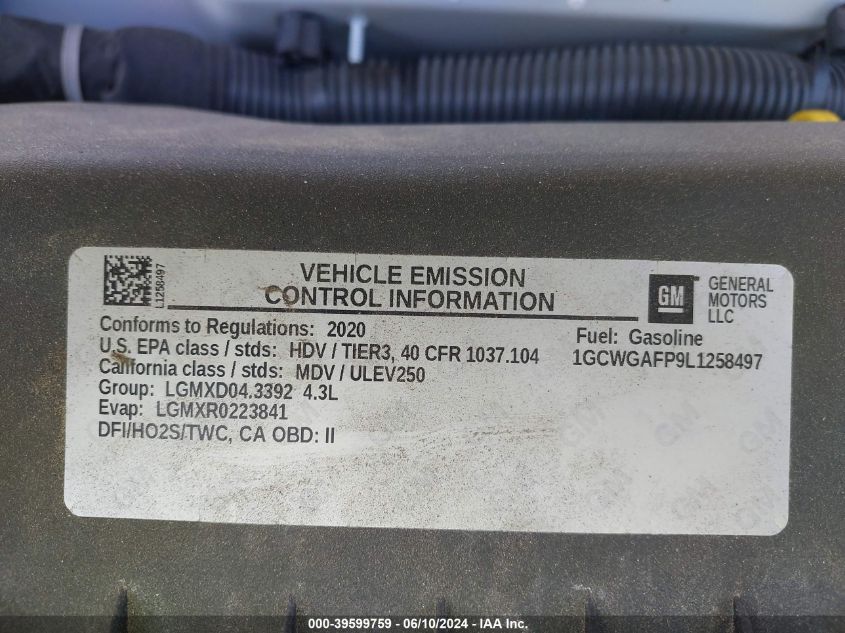 L1258497
VEHICLE EMISSION
CONTROL INFORMATION
GM
GENERAL
MOTORS
LLC
Conforms to Regulations: 2020
Fuel: Gasoline
U.S. EPA class / stds: HDV / TIER3, 40 CFR 1037.104
1GCWGAFP9L1258497
California class / stds: MDV / ULEV250
Group: LGMXD04.3392 4.3L
Evap: LGMXR0223841
DFI/HO2S/TWC, CA OBD: II
000-39599759 - 06/10/2024 - IAA Inc.